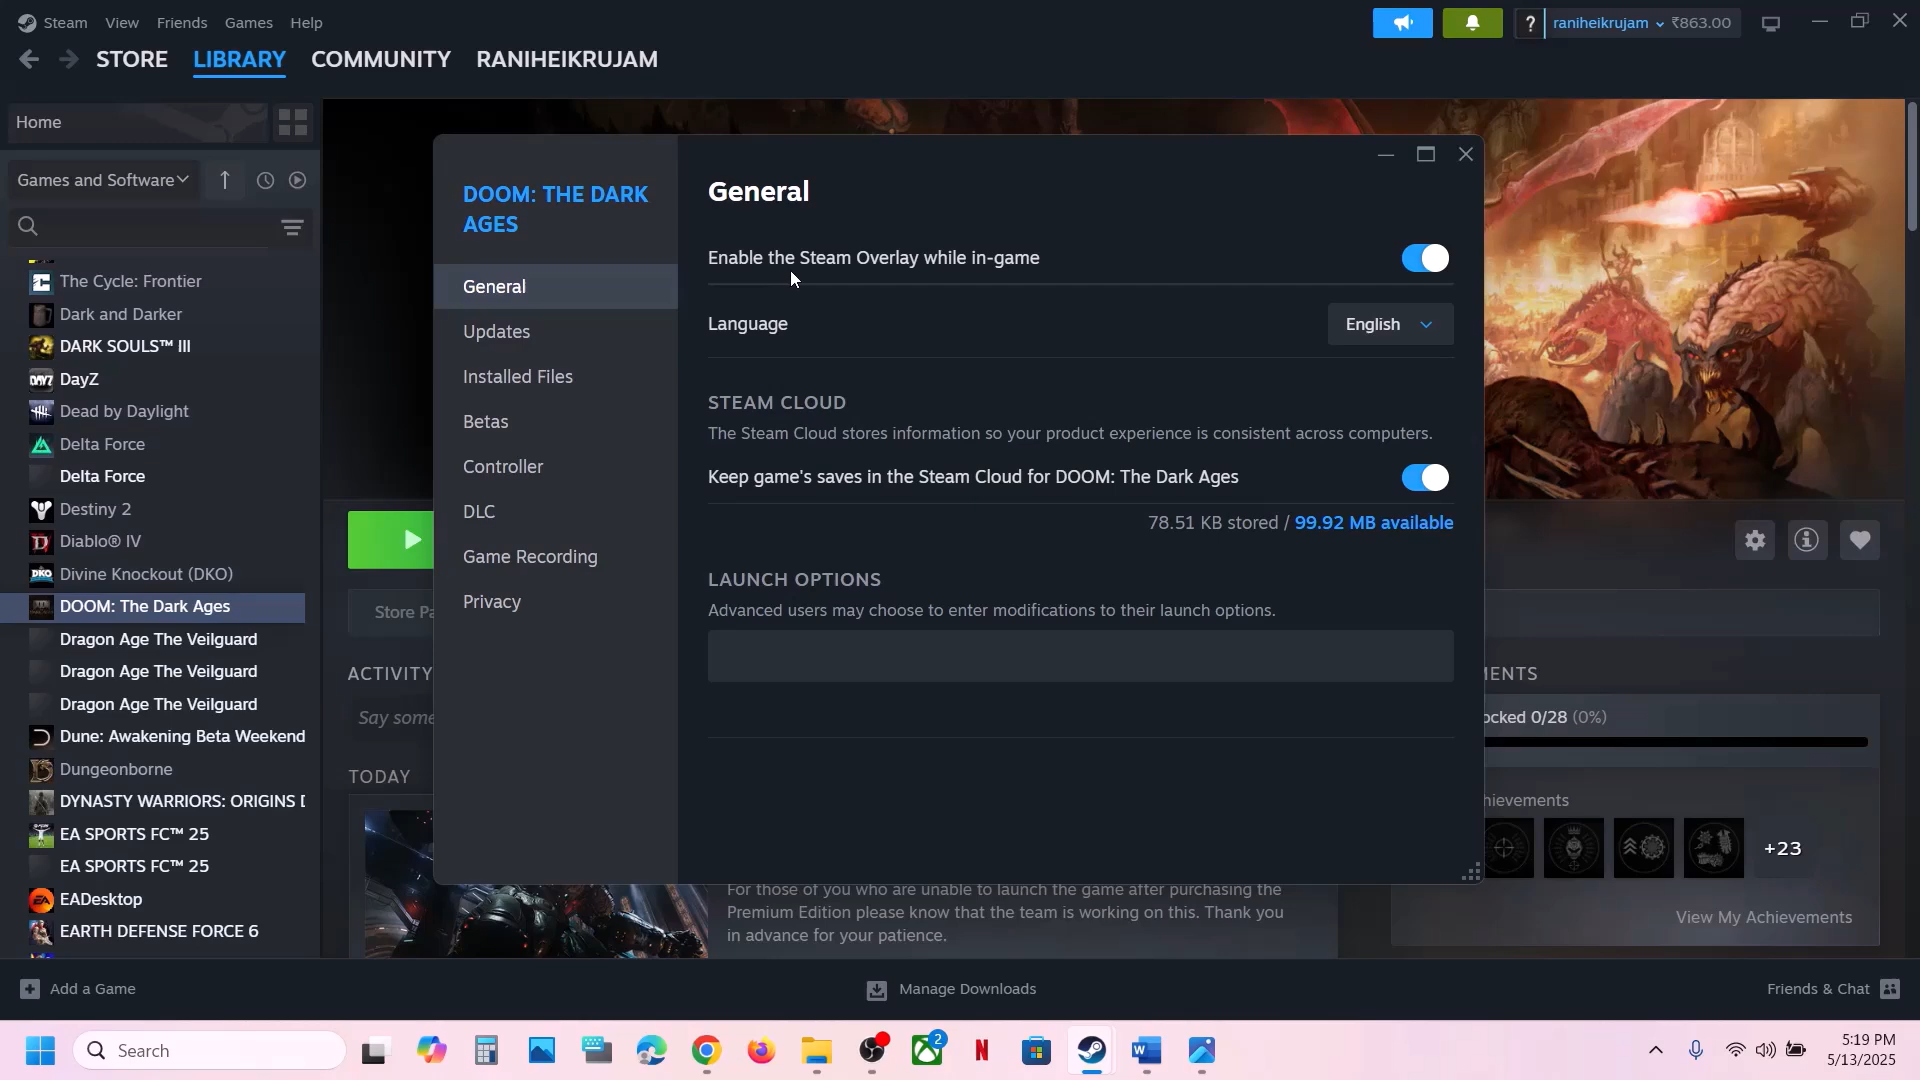 Steam View Friends Games Help
? raniheikrujam ₹863.00
STORE LIBRARY COMMUNITY RANIHEIKRUJAM
Home
Games and Software
The Cycle: Frontier
Dark and Darker
DARK SOULS™ III
DayZ
Dead by Daylight
Delta Force
Delta Force
Destiny 2
Diablo® IV
Divine Knockout (DKO)
DOOM: The Dark Ages
Dragon Age The Veilguard
Dragon Age The Veilguard
Dragon Age The Veilguard
Dune: Awakening Beta Weekend
Dungeonborne
DYNASTY WARRIORS: ORIGINS
EA SPORTS FC™ 25
EA SPORTS FC™ 25
EADesktop
EARTH DEFENSE FORCE 6
DOOM: THE DARK
AGES
General
Updates
Installed Files
Betas
Controller
DLC
Game Recording
Privacy
General
Enable the Steam Overlay while in-game
Language English
STEAM CLOUD
The Steam Cloud stores information so your product experience is consistent across computers.
Keep game's saves in the Steam Cloud for DOOM: The Dark Ages
78.51 KB stored / 99.92 MB available
LAUNCH OPTIONS
Advanced users may choose to enter modifications to their launch options.
Store Pa
ACTIVITY
Say some
TODAY
For those of you who are unable to launch the game after purchasing the
Premium Edition please know that the team is working on this. Thank you
in advance for your patience.
MENTS
ocked 0/28 (0%)
hievements
+23
View My Achievements
Add a Game
Manage Downloads
Friends & Chat
Search
2
5:19 PM
5/13/2025